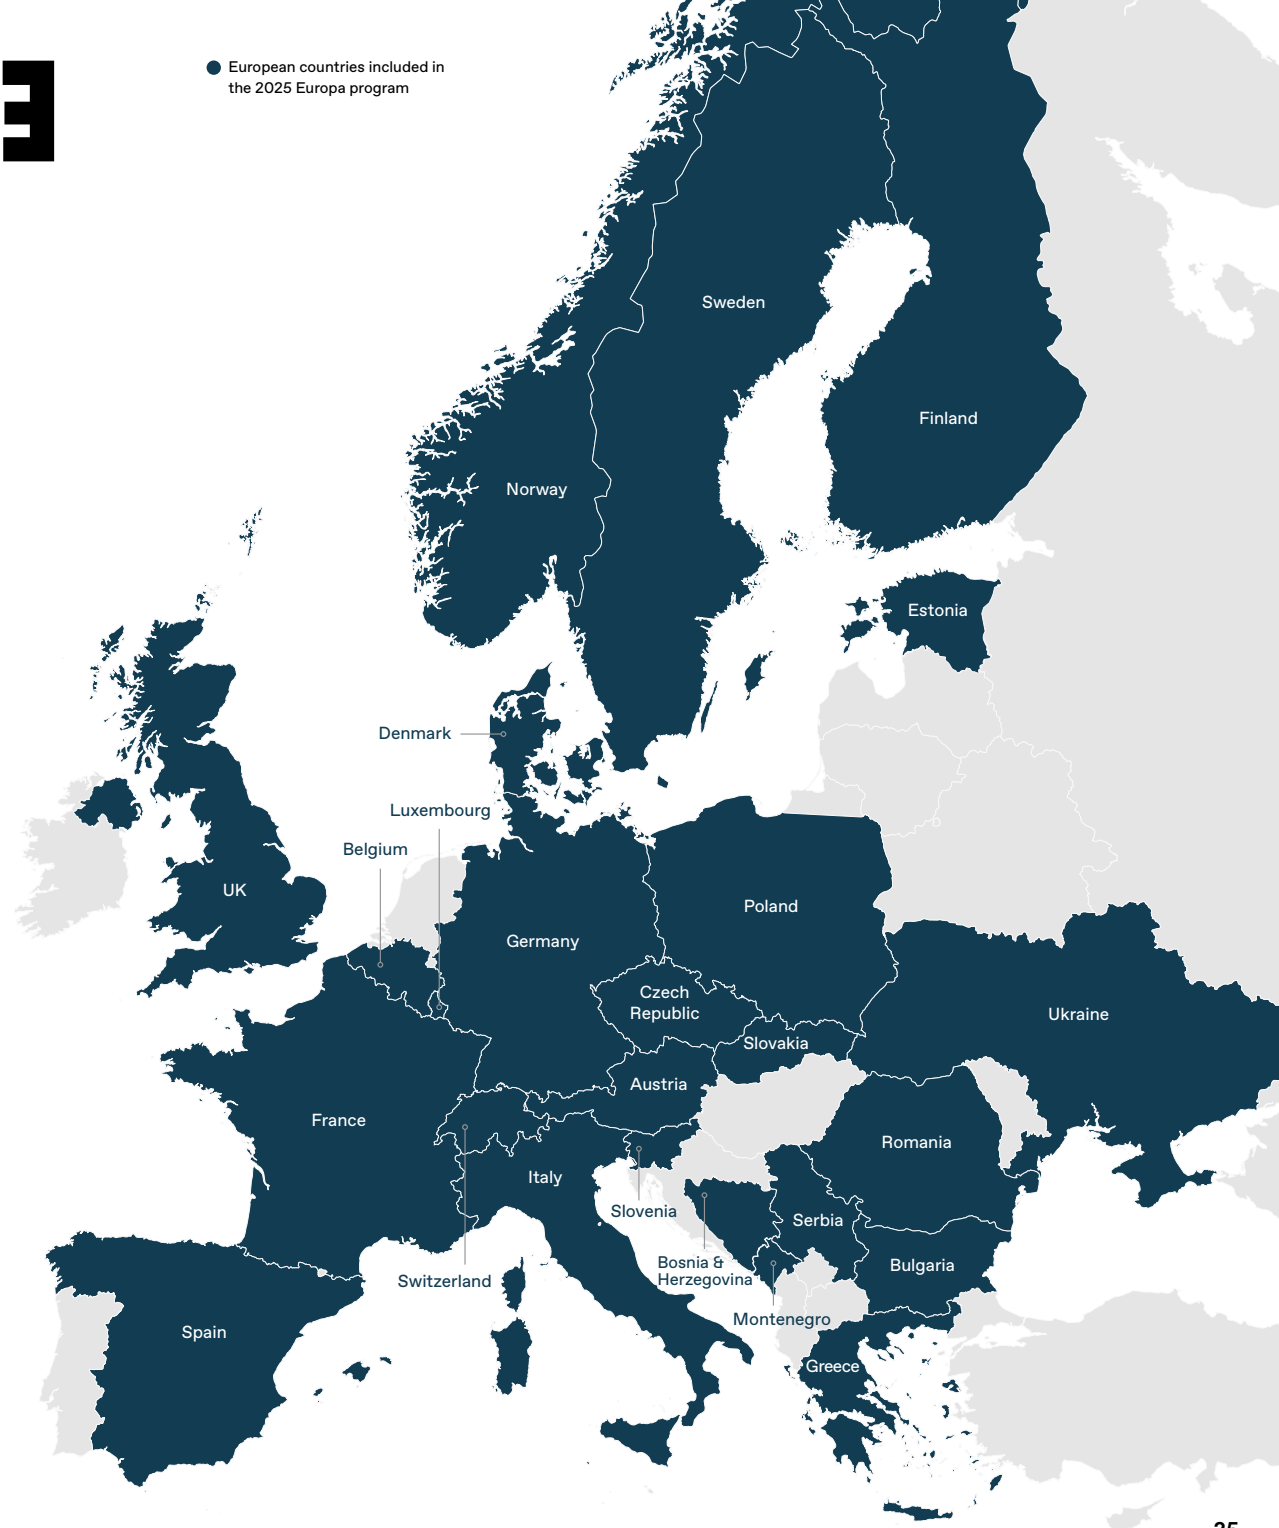 European countries included in
the 2025 Europa program
Sweden
Finland
Norway
Estonia
Denmark
Luxembourg
Belgium
UK
Poland
Germany
Czech
Republic
Ukraine
Slovakia
Austria
France
Romania
Italy
Slovenia
Serbia
Bosnia &
Herzegovina
Bulgaria
Switzerland
Montenegro
Spain
Greece